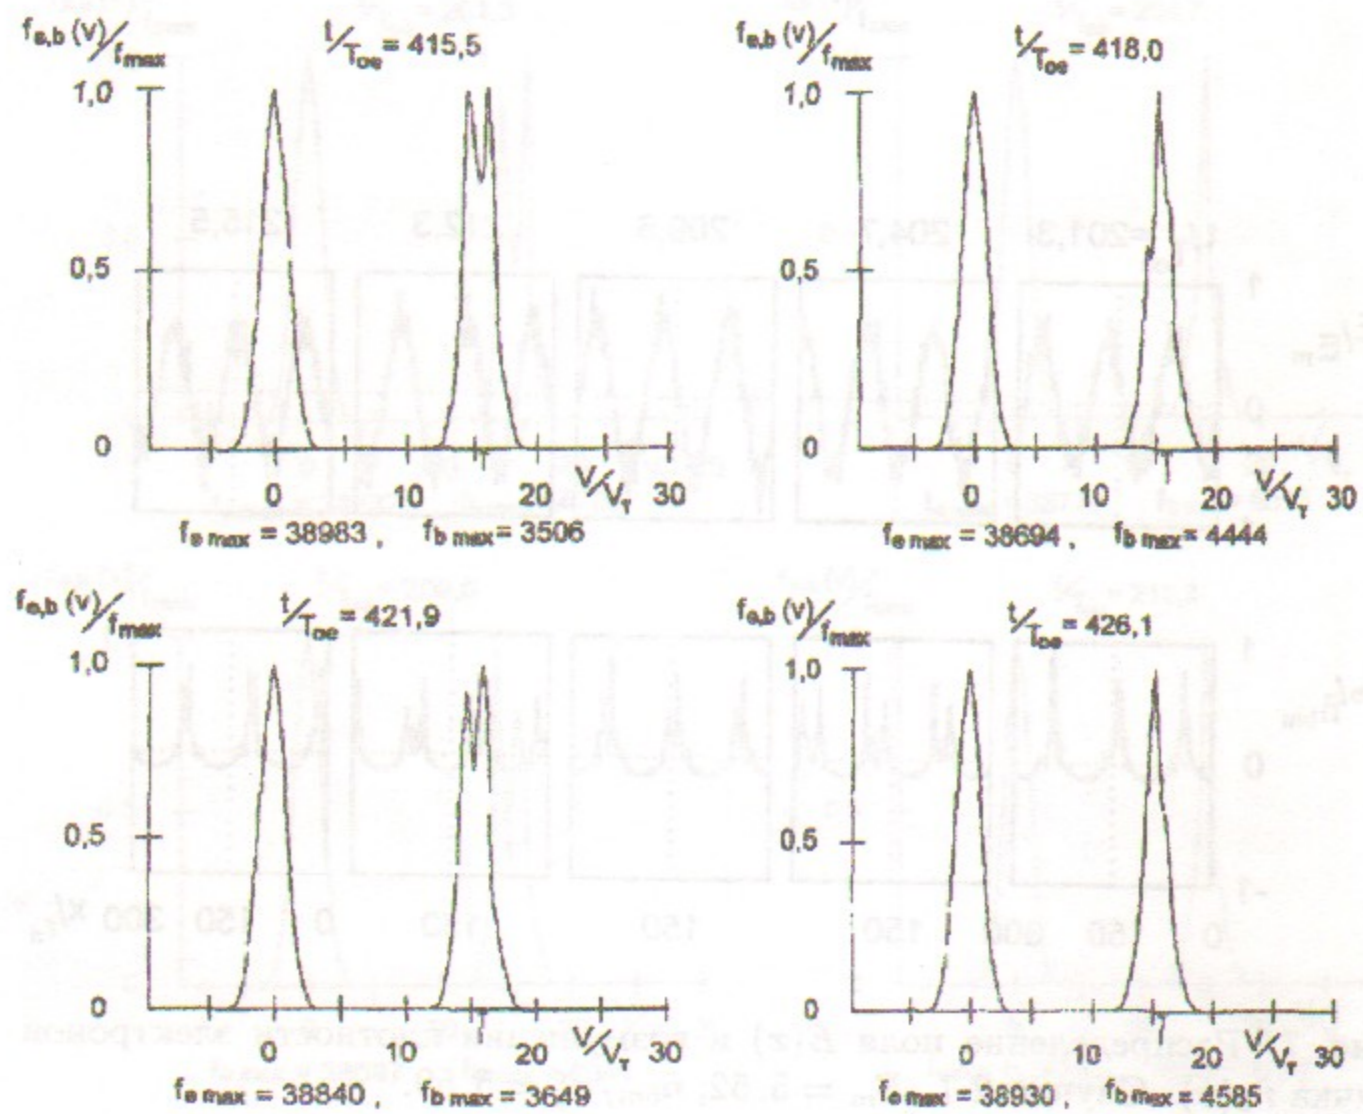 fe,b (v)/fmax t/Toe = 415,5
1,0
0,5
0
0 10 20 V/VT 30
fe max = 38983 , fb max = 3506
fe,b (v)/fmax t/Toe = 418,0
1,0
0,5
0
0 10 20 V/VT 30
fe max = 38694 , fb max = 4444
fe,b (v)/fmax t/Toe = 421,9
1,0
0,5
0
0 10 20 V/VT 30
fe max = 38840 , fb max = 3649
fe,b (v)/fmax t/Toe = 426,1
1,0
0,5
0
0 10 20 V/VT 30
fe max = 38930 , fb max = 4585